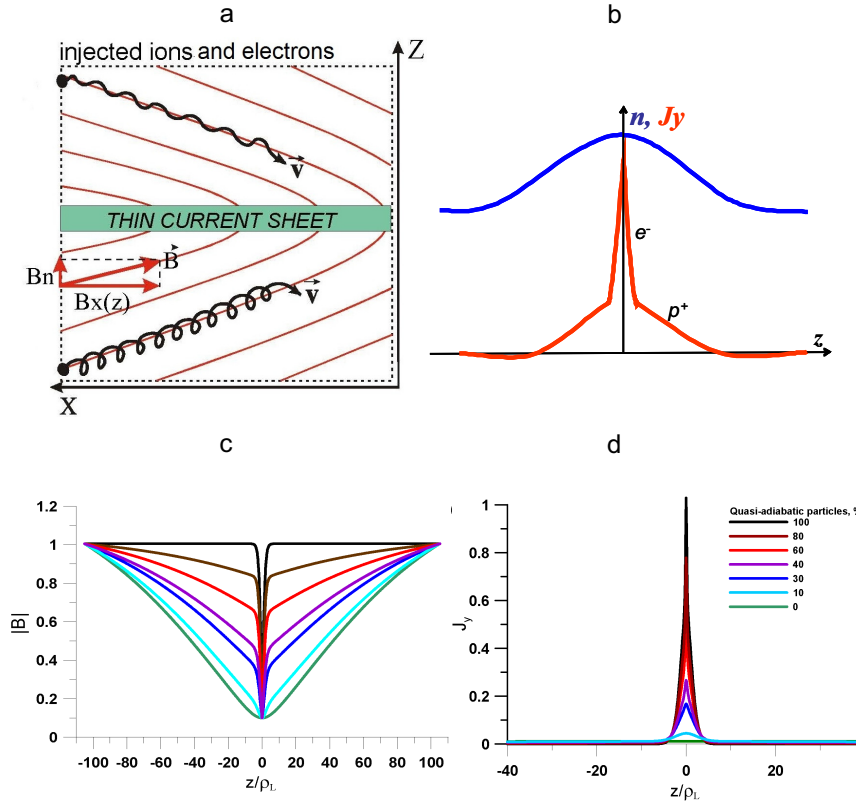 a
injected ions and electrons
Z
v
THIN CURRENT SHEET
Bn
B
Bx(z)
v
X
b
n, Jy
e-
p+
z
c
1.2
1
0.8
0.6
0.4
0.2
0
|B|
-100 -80 -60 -40 -20 0 20 40 60 80 100
z/ρL
d
1
0.8
0.6
0.4
0.2
0
Jy
Quasi-adiabatic particles, %
100
80
60
40
30
10
0
-40 -20 0 20
z/ρL